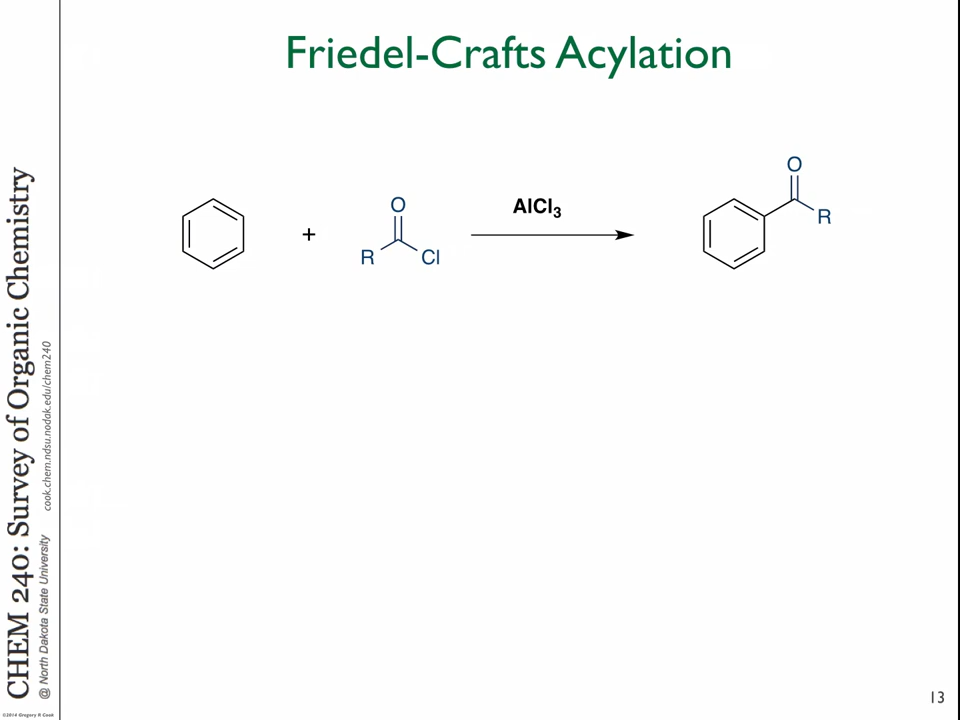 Friedel-Crafts Acylation
O
O
AlCl₃
R
+
R
Cl
CHEM 240: Survey of Organic Chemistry
@ North Dakota State University
cook.chem.ndsu.nodak.edu/chem240
©2014 Gregory R Cook
13